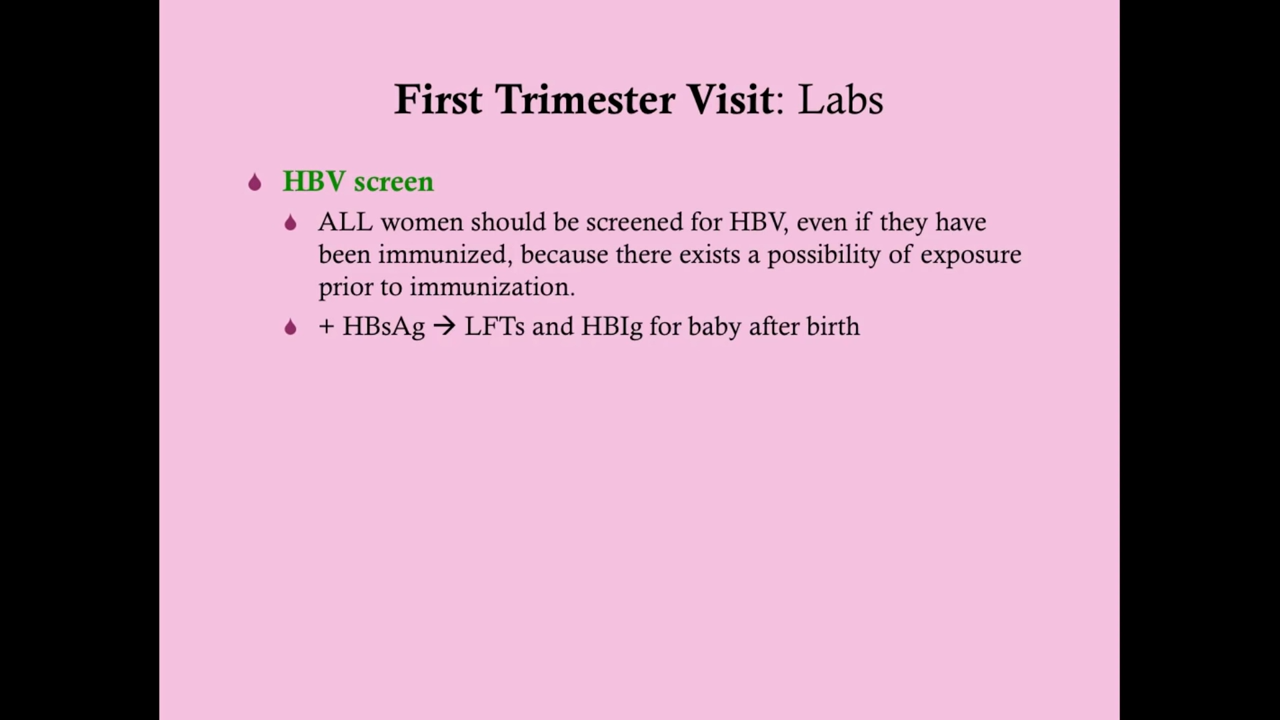 First Trimester Visit: Labs
HBV screen
ALL women should be screened for HBV, even if they have
been immunized, because there exists a possibility of exposure
prior to immunization.
+ HBsAg → LFTs and HBIg for baby after birth